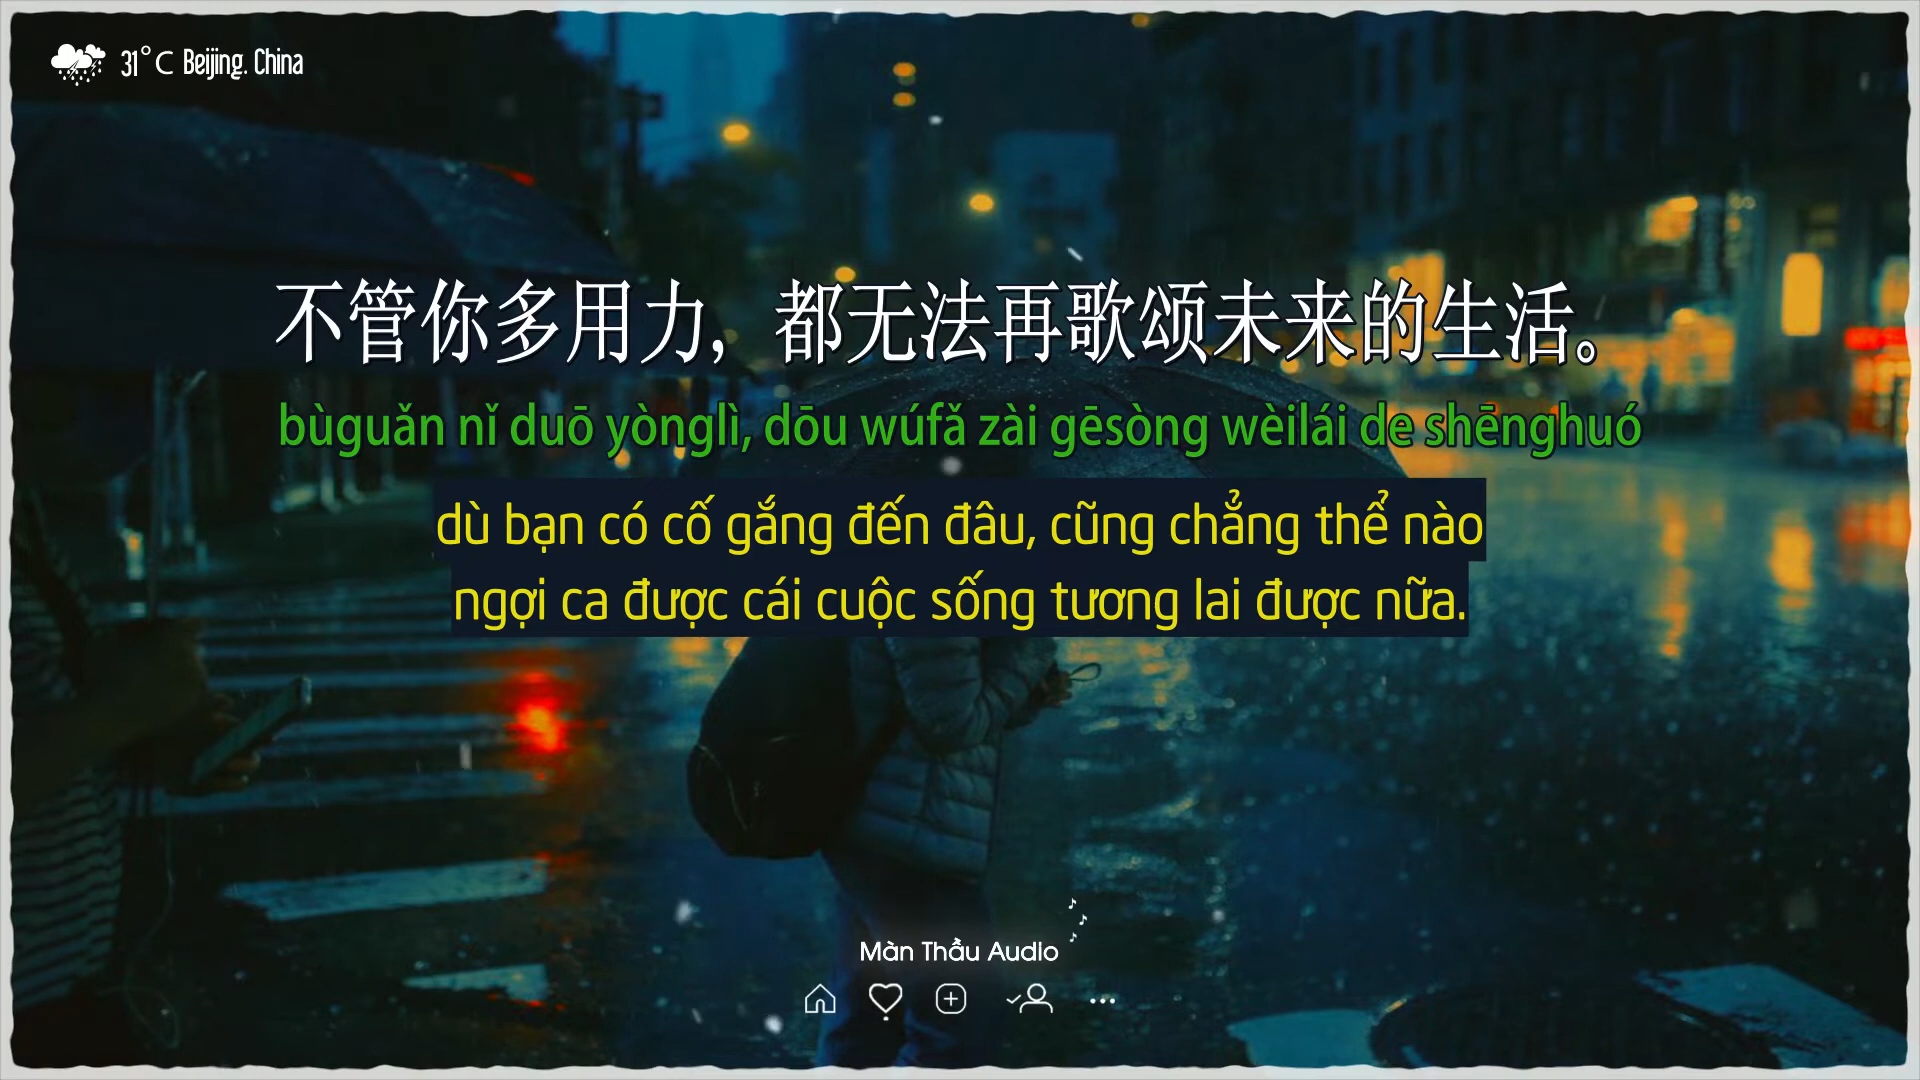 31°C Beijing. China
不管你多用力，都无法再歌颂未来的生活。
bùguǎn nǐ duō yònglì, dōu wúfǎ zài gēsòng wèilái de shēnghuó
dù bạn có cố gắng đến đâu, cũng chẳng thể nào
ngợi ca được cái cuộc sống tương lai được nữa.
Màn Thầu Audio